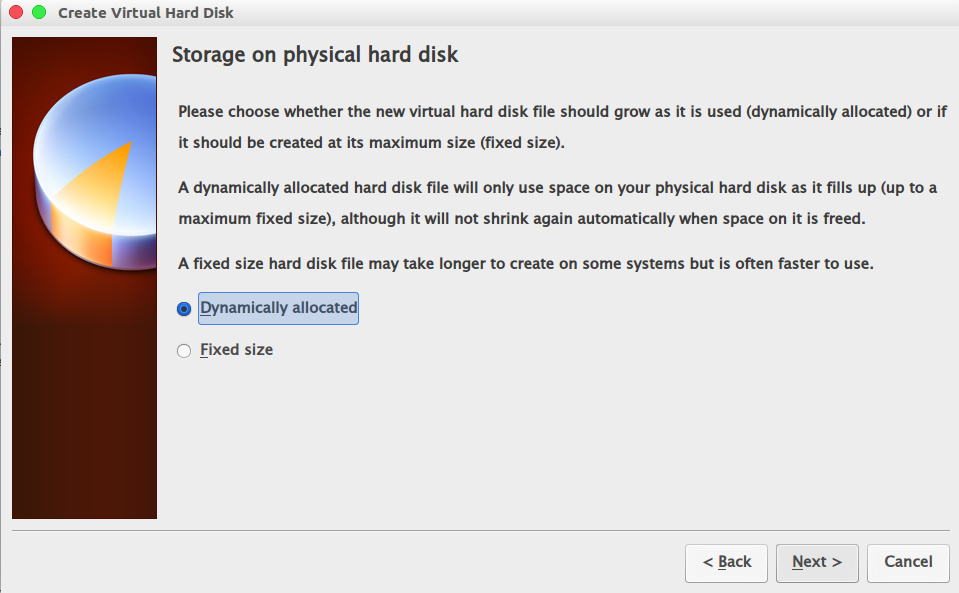 Create Virtual Hard Disk
Storage on physical hard disk
Please choose whether the new virtual hard disk file should grow as it is used (dynamically allocated) or if
it should be created at its maximum size (fixed size).
A dynamically allocated hard disk file will only use space on your physical hard disk as it fills up (up to a
maximum fixed size), although it will not shrink again automatically when space on it is freed.
A fixed size hard disk file may take longer to create on some systems but is often faster to use.
Dynamically allocated
Fixed size
< Back Next > Cancel